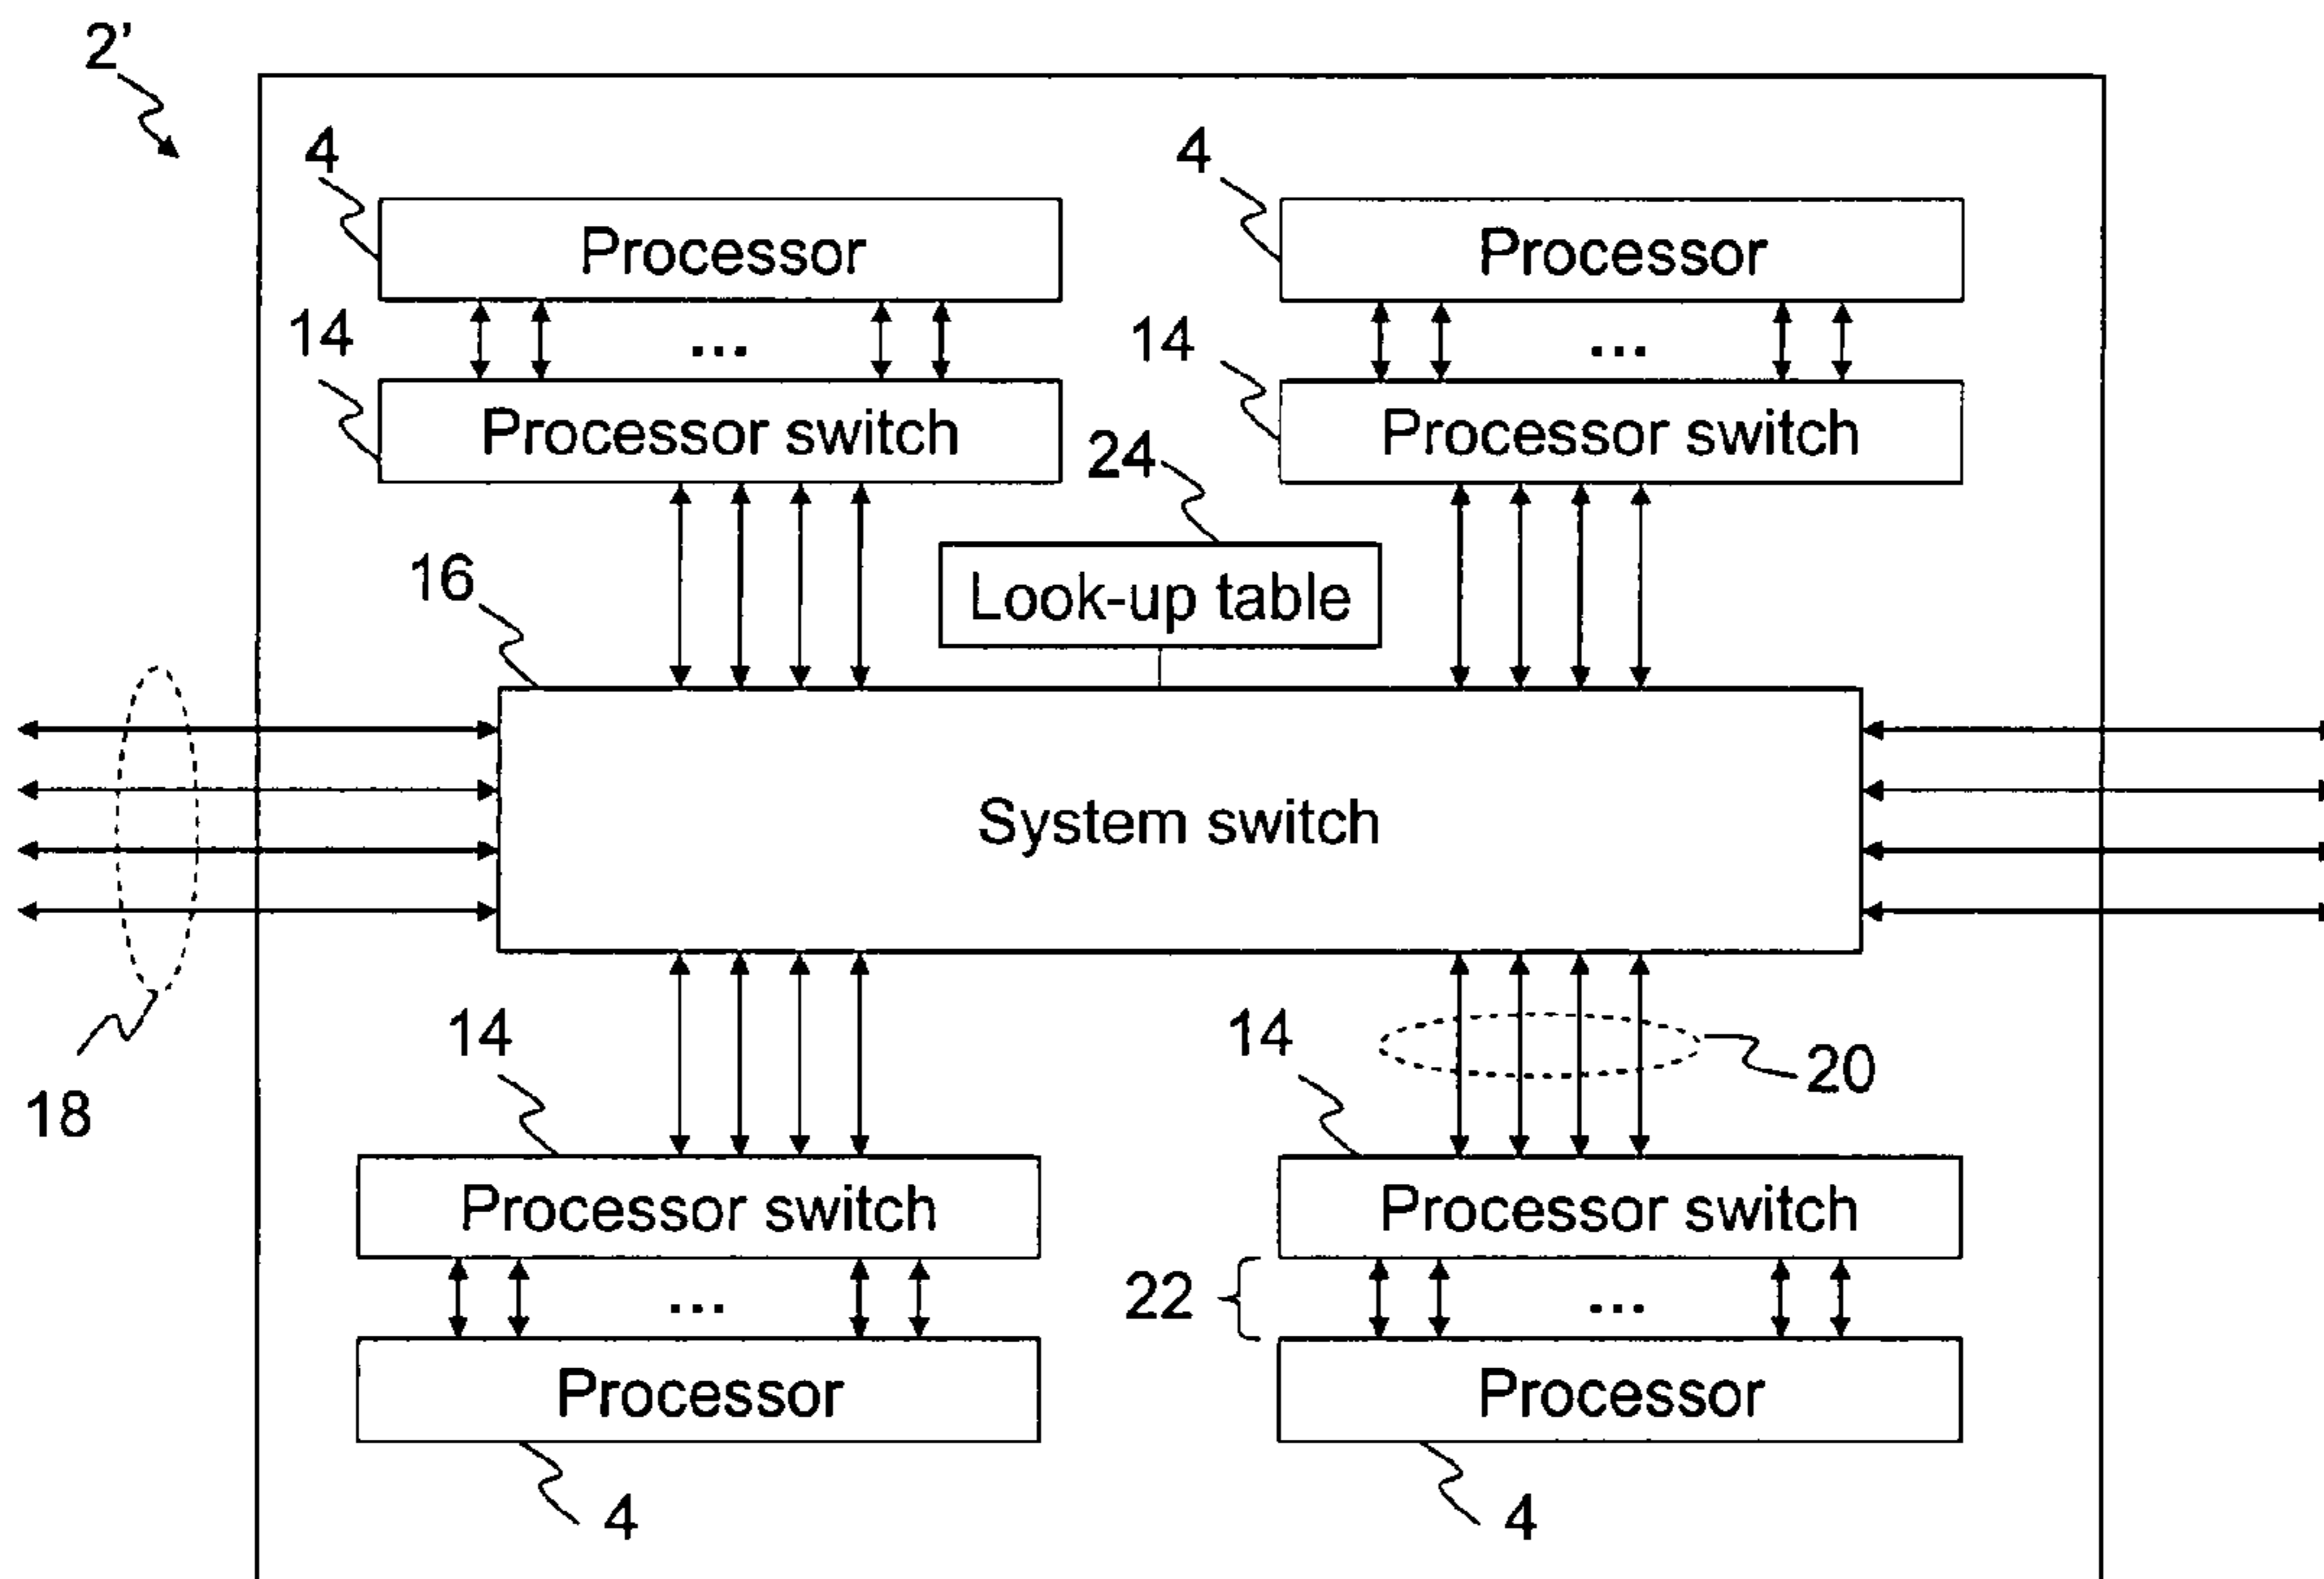 2’
4 4
Processor Processor
14 ... 14 ...
Processor switch Processor switch
24
16 Look-up table
System switch
18 14 14 20
Processor switch Processor switch
... 22 ...
Processor Processor
4 4